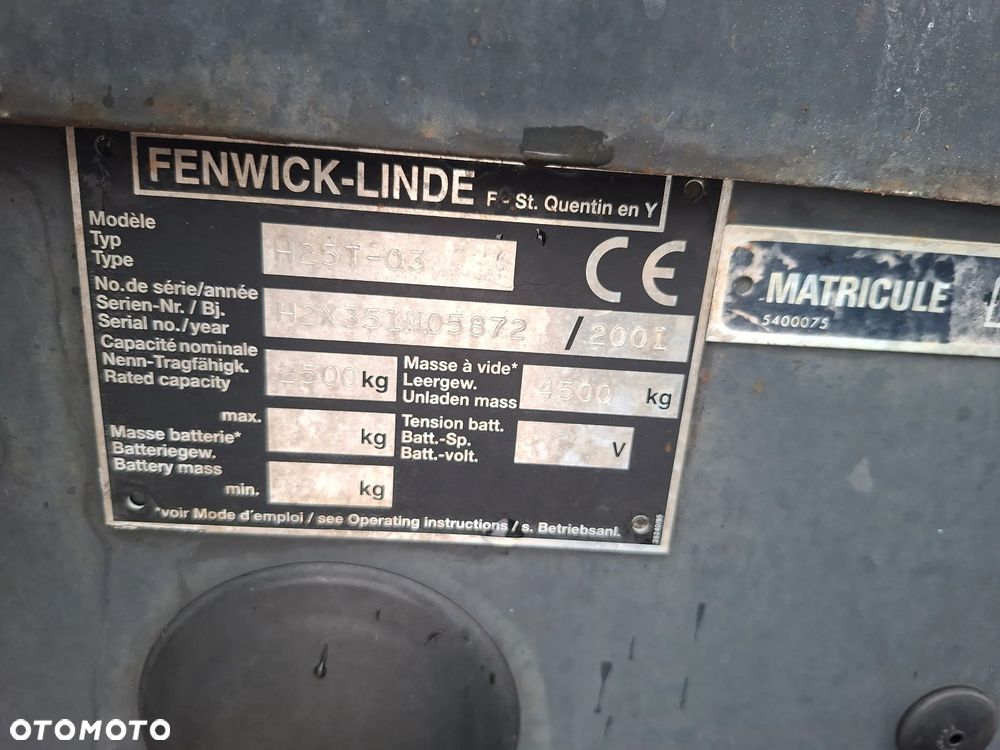 FENWICK-LINDE F - St. Quentin en Y
Modèle
Typ
Type
H25T-03
CE
No.de série/année
Serien-Nr. / Bj.
Serial no./year
H2X351M05872 / 2001
Capacité nominale
Nenn-Tragfähigk.
Rated capacity
2500 kg
Masse à vide*
Leergew.
Unladen mass
4500 kg
max.
kg
Masse batterie*
Batteriegew.
Battery mass
min.
kg
Tension batt.
Batt.-Sp.
Batt.-volt.
V
*voir Mode d'emploi / see Operating instructions / s. Betriebsanl.
MATRICULE
5400075
OTOMOTO